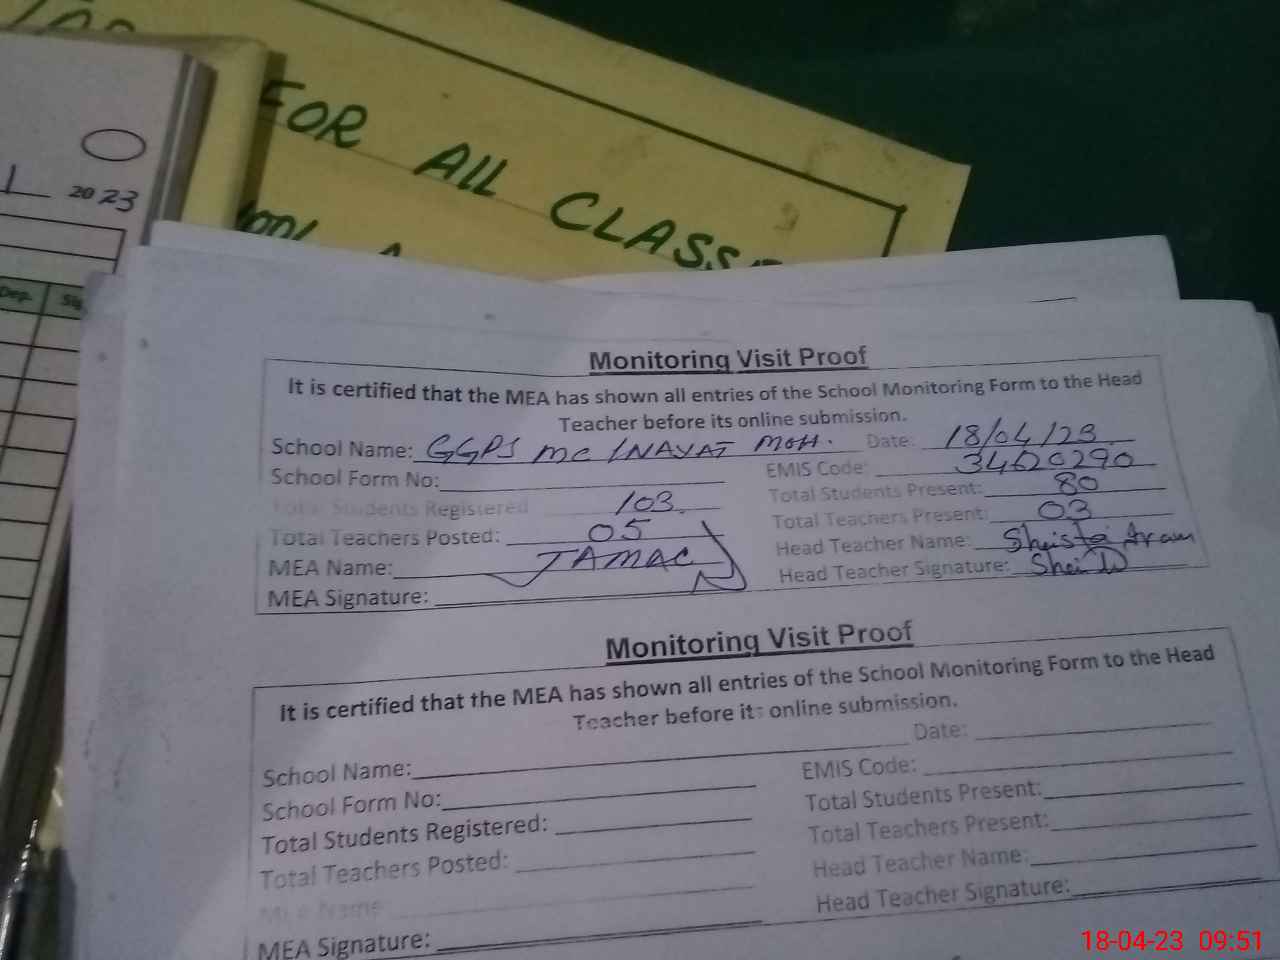 FOR ALL CLASS
2023
Dep. Sig
Monitoring Visit Proof
It is certified that the MEA has shown all entries of the School Monitoring Form to the Head
Teacher before its online submission.
School Name: GGPS MC INAYAT MOH. Date: 18/04/23
School Form No: EMIS Code: 34620290
Total Students Registered 103 Total Students Present: 80
Total Teachers Posted: 05 Total Teachers Present: 03
MEA Name: Head Teacher Name:
MEA Signature: Head Teacher Signature:
Monitoring Visit Proof
It is certified that the MEA has shown all entries of the School Monitoring Form to the Head
Teacher before its online submission.
School Name: Date:
School Form No: EMIS Code:
Total Students Registered: Total Students Present:
Total Teachers Posted: Total Teachers Present:
MEA Name Head Teacher Name:
MEA Signature: Head Teacher Signature:
18-04-23 09:51